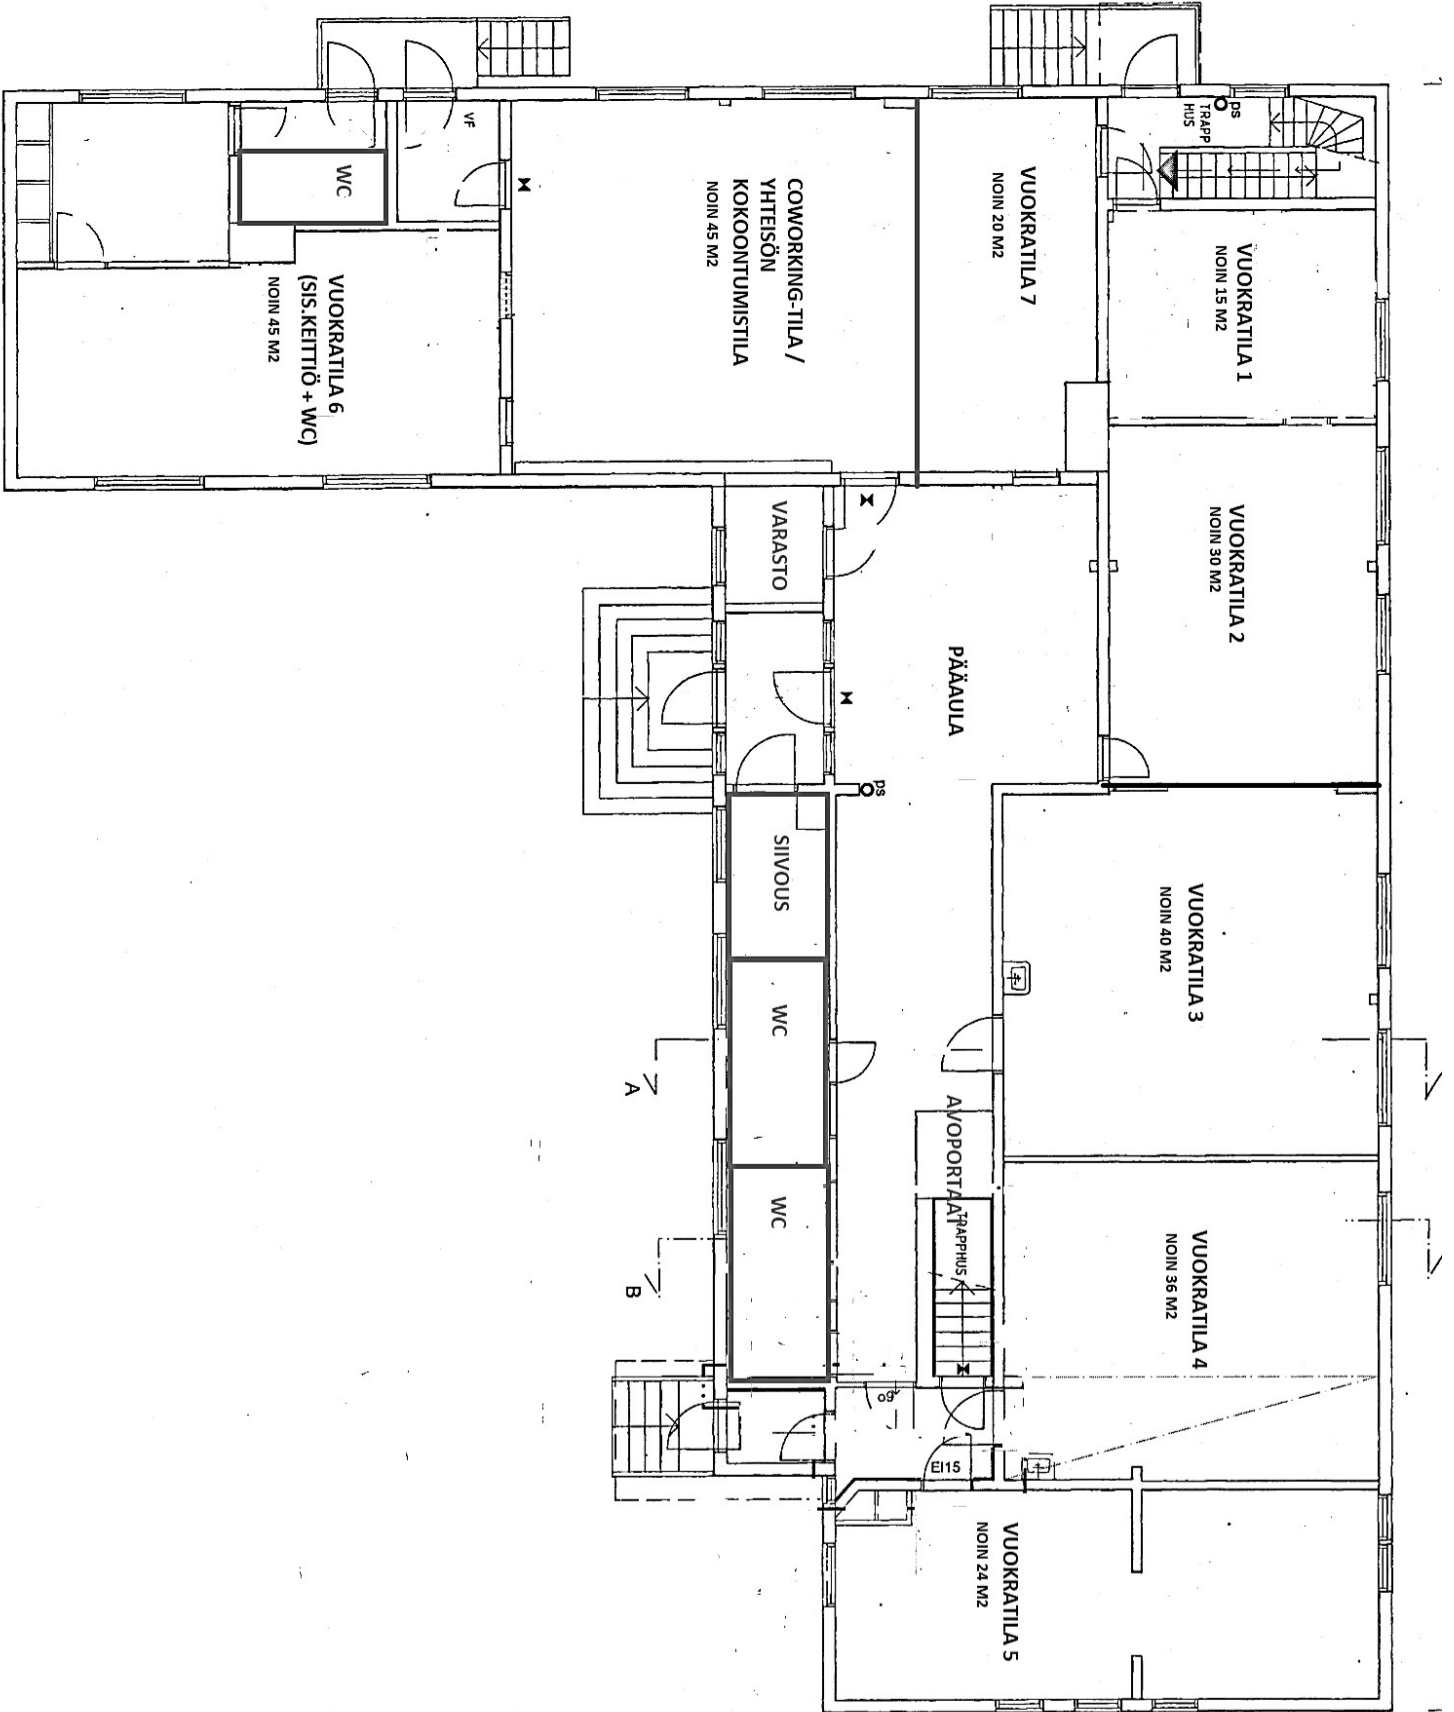 ps
TRAPP
HUS
VUOKRATILA 1
NOIN 15 M2
VUOKRATILA 2
NOIN 30 M2
VUOKRATILA 3
NOIN 40 M2
VUOKRATILA 4
NOIN 36 M2
VUOKRATILA 5
NOIN 24 M2
VUOKRATILA 7
NOIN 20 M2
PÄÄAULA
ps
AVOPORTAAT
TRAPPHUS
EI15
og
COWORKING-TILA /
YHTEISÖN
KOKOONTUMISTILA
NOIN 45 M2
VARASTO
SIIVOUS
WC
WC
A
B
VF
WC
VUOKRATILA 6
(SIS.KEITTIÖ + WC)
NOIN 45 M2